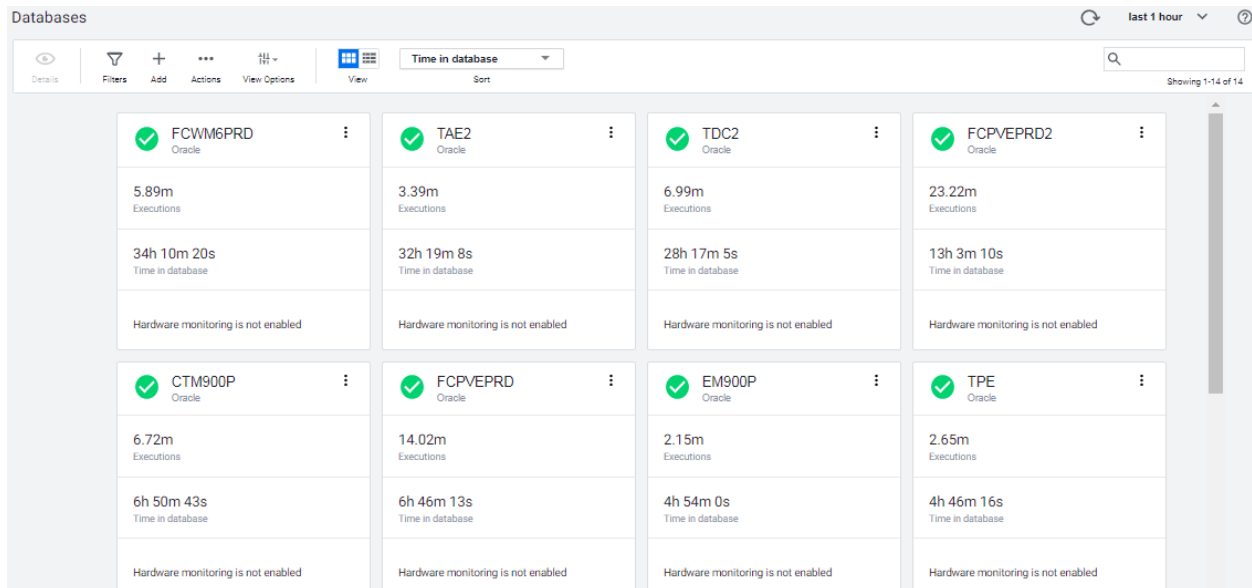 Databases
last 1 hour
Details
Filters
Add
Actions
View Options
View
Time in database
Sort
Showing 1-14 of 14
FCWM6PRD
Oracle
5.89m
Executions
34h 10m 20s
Time in database
Hardware monitoring is not enabled
TAE2
Oracle
3.39m
Executions
32h 19m 8s
Time in database
Hardware monitoring is not enabled
TDC2
Oracle
6.99m
Executions
28h 17m 5s
Time in database
Hardware monitoring is not enabled
FCPVEPRD2
Oracle
23.22m
Executions
13h 3m 10s
Time in database
Hardware monitoring is not enabled
CTM900P
Oracle
6.72m
Executions
6h 50m 43s
Time in database
Hardware monitoring is not enabled
FCPVEPRD
Oracle
14.02m
Executions
6h 46m 13s
Time in database
Hardware monitoring is not enabled
EM900P
Oracle
2.15m
Executions
4h 54m 0s
Time in database
Hardware monitoring is not enabled
TPE
Oracle
2.65m
Executions
4h 46m 16s
Time in database
Hardware monitoring is not enabled